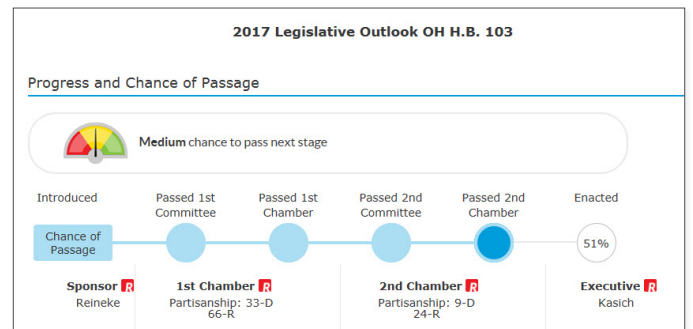 2017 Legislative Outlook OH H.B. 103
Progress and Chance of Passage
Medium chance to pass next stage
Introduced
Passed 1st
Committee
Passed 1st
Chamber
Passed 2nd
Committee
Passed 2nd
Chamber
Enacted
Chance of
Passage
51%
Sponsor R
Reineke
1st Chamber R
Partisanship: 33-D
66-R
2nd Chamber R
Partisanship: 9-D
24-R
Executive R
Kasich